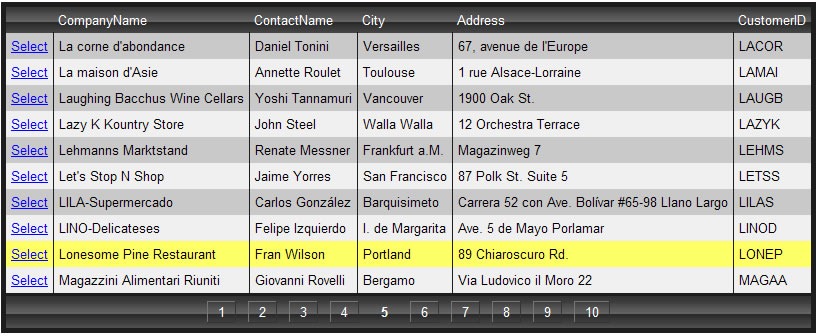 CompanyName ContactName City Address CustomerID
Select La corne d'abondance Daniel Tonini Versailles 67, avenue de l'Europe LACOR
Select La maison d'Asie Annette Roulet Toulouse 1 rue Alsace-Lorraine LAMAI
Select Laughing Bacchus Wine Cellars Yoshi Tannamuri Vancouver 1900 Oak St. LAUGB
Select Lazy K Kountry Store John Steel Walla Walla 12 Orchestra Terrace LAZYK
Select Lehmanns Marktstand Renate Messner Frankfurt a.M. Magazinweg 7 LEHMS
Select Let's Stop N Shop Jaime Yorres San Francisco 87 Polk St. Suite 5 LETSS
Select LILA-Supermercado Carlos González Barquisimeto Carrera 52 con Ave. Bolívar #65-98 Llano Largo LILAS
Select LINO-Delicateses Felipe Izquierdo I. de Margarita Ave. 5 de Mayo Porlamar LINOD
Select Lonesome Pine Restaurant Fran Wilson Portland 89 Chiaroscuro Rd. LONEP
Select Magazzini Alimentari Riuniti Giovanni Rovelli Bergamo Via Ludovico il Moro 22 MAGAA
1 2 3 4 5 6 7 8 9 10